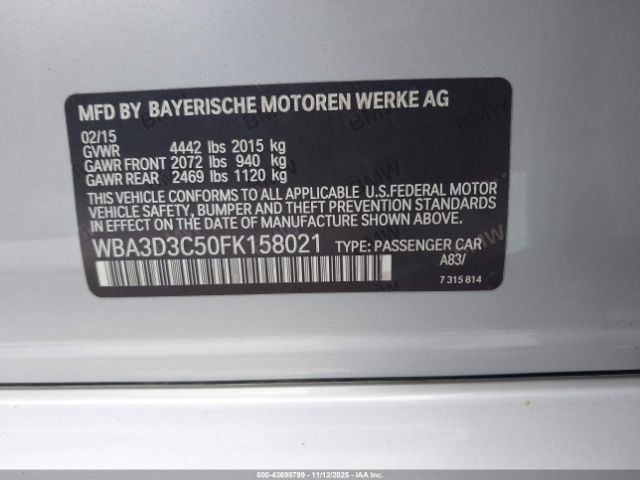 MFD BY BAYERISCHE MOTOREN WERKE AG
02/15
GVWR 4442 lbs 2015 kg
GAWR FRONT 2072 lbs 940 kg
GAWR REAR 2469 lbs 1120 kg
THIS VEHICLE CONFORMS TO ALL APPLICABLE U.S.FEDERAL MOTOR
VEHICLE SAFETY, BUMPER, AND THEFT PREVENTION STANDARDS
IN EFFECT ON THE DATE OF MANUFACTURE SHOWN ABOVE.
WBA3D3C50FK158021 TYPE: PASSENGER CAR
A83/
7 315 814
000-43698799 - 11/12/2025 - IAA Inc.